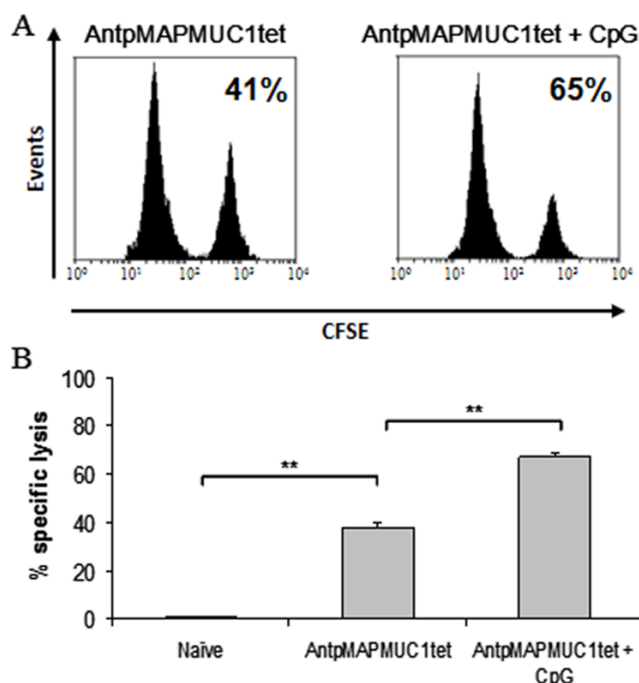 A
AntpMAPMUC1tet
AntpMAPMUC1tet + CpG
41%
65%
Events
10⁰ 10¹ 10² 10³ 10⁴
10⁰ 10¹ 10² 10³ 10⁴
CFSE
B
% specific lysis
100
80
60
40
20
0
**
**
Naïve
AntpMAPMUC1tet
AntpMAPMUC1tet +
CpG